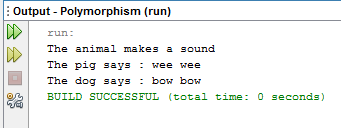 Output - Polymorphism (run)
run:
The animal makes a sound
The pig says : wee wee
The dog says : bow bow
BUILD SUCCESSFUL (total time: 0 seconds)